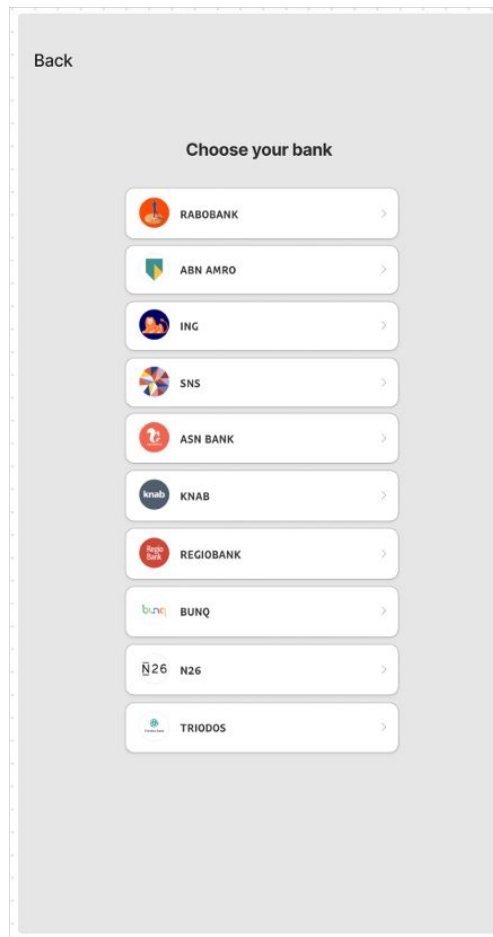 Back
Choose your bank
RABOBANK
ABN AMRO
ING
SNS
ASN BANK
knab KNAB
Regio
Bank
REGIOBANK
bunq BUNQ
N26 N26
TRIODOS